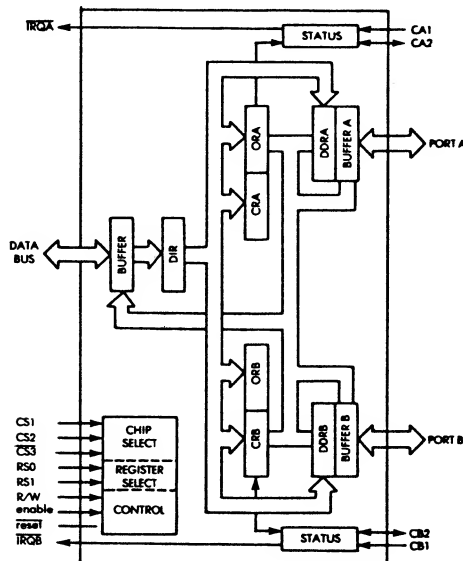 IRQA
STATUS
CA1
CA2
ORA
CRA
DDRA
BUFFER A
PORT A
DATA
BUS
BUFFER
DIR
ORB
CRB
DDRB
BUFFER B
PORT B
CS1
CS2
CS3
RS0
RS1
R/W
enable
reset
IRQB
CHIP
SELECT
REGISTER
SELECT
CONTROL
STATUS
CB2
CB1